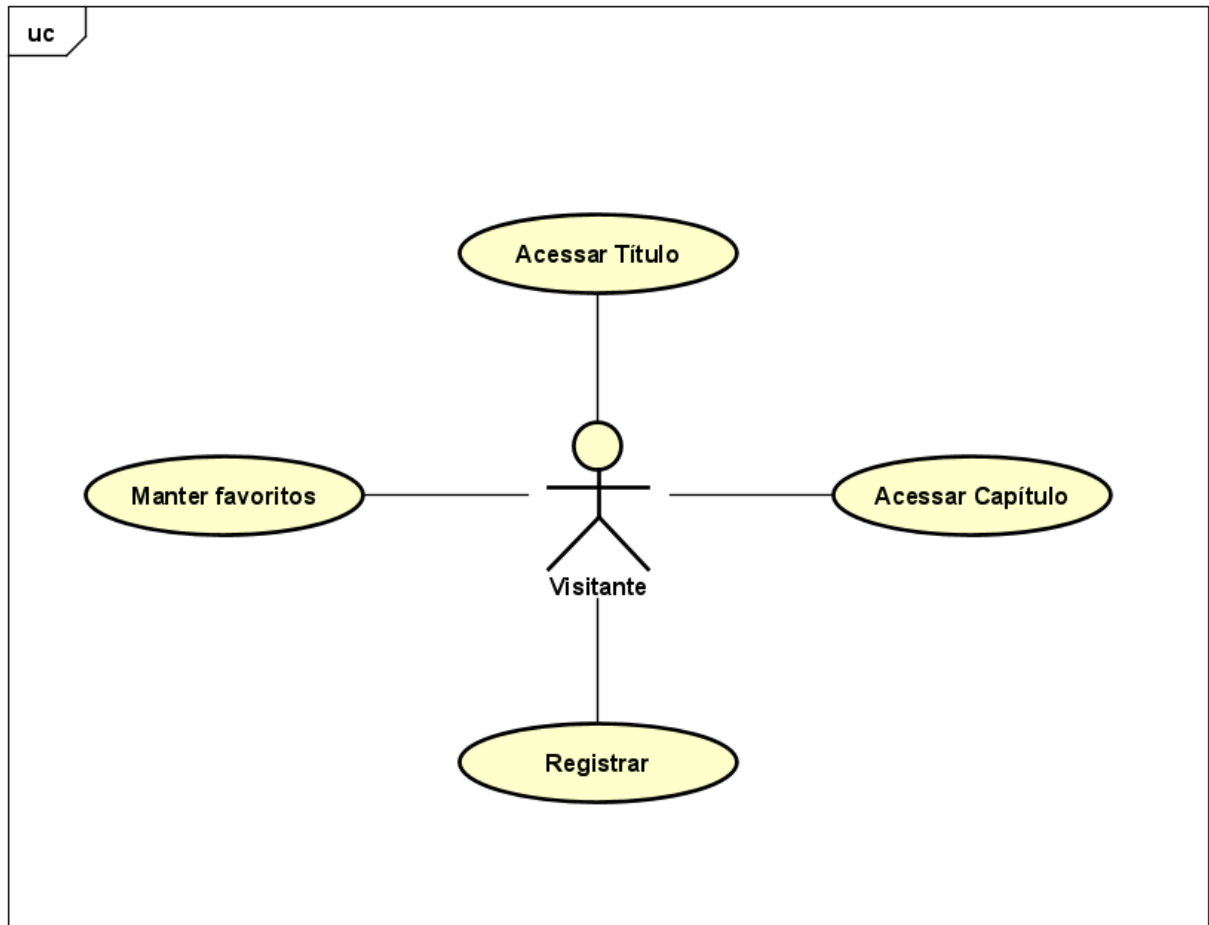 uc
Acessar Título
Manter favoritos
Acessar Capítulo
Visitante
Registrar